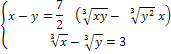 x − y = 7/2 (∛xy − ∛y² x)
∛x − ∛y = 3